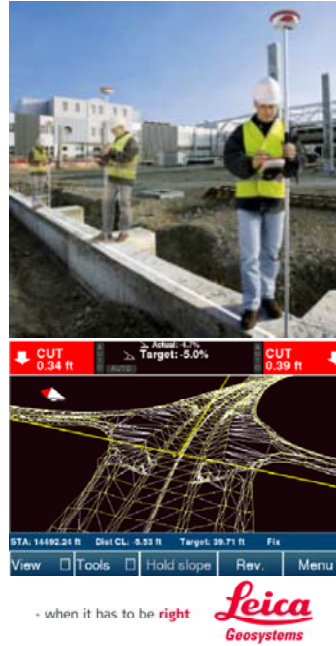 CUT
0.34 ft
AUTO
Actual: -4.7%
Target: -5.0%
AUTO
AUTO
CUT
0.39 ft
STA: 14492.24 ft Dist CL: -5.53 ft Target: 39.71 ft Fix
View Tools Hold slope Rev. Menu
- when it has to be right
Leica
Geosystems